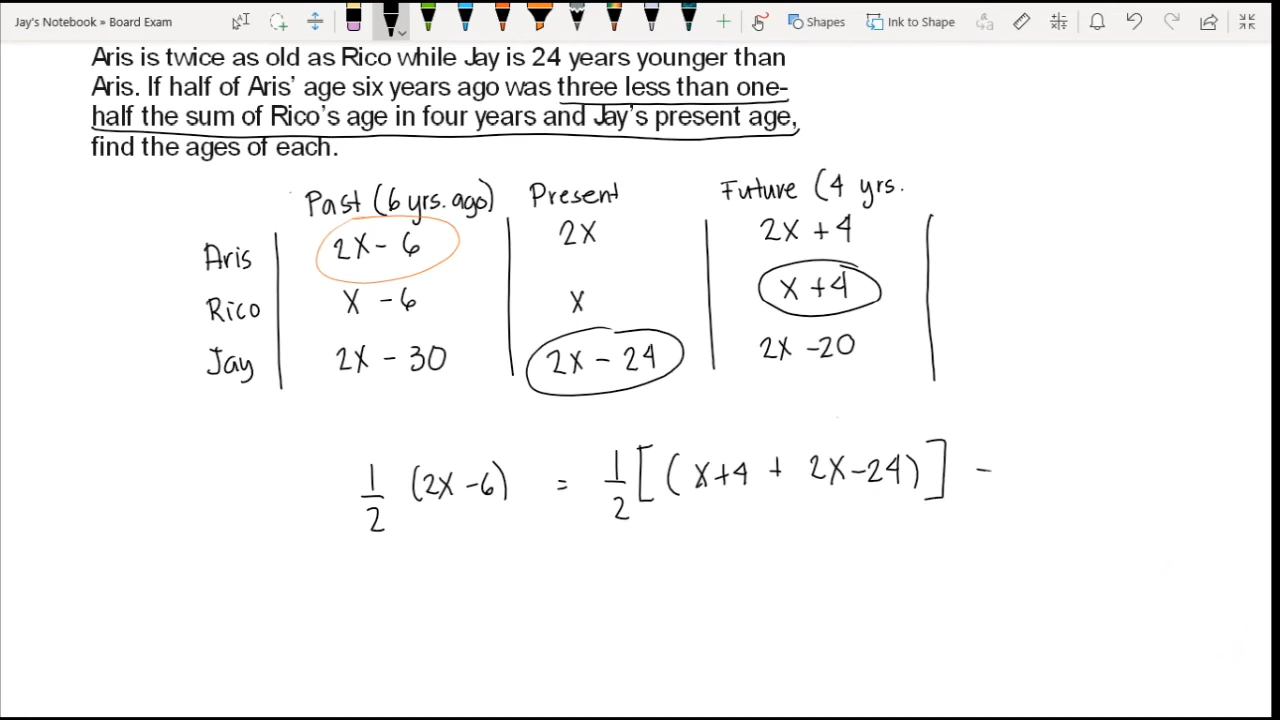 Jay's Notebook » Board Exam
Shapes
Ink to Shape
Aris is twice as old as Rico while Jay is 24 years younger than
Aris. If half of Aris' age six years ago was three less than one-
half the sum of Rico's age in four years and Jay's present age,
find the ages of each.
Past (6 yrs. ago) Present Future (4 yrs.
Aris 2X - 6 2X 2X + 4
Rico X - 6 X X + 4
Jay 2X - 30 2X - 24 2X - 20
1/2 (2X - 6) = 1/2 [(X+4 + 2X-24)] -